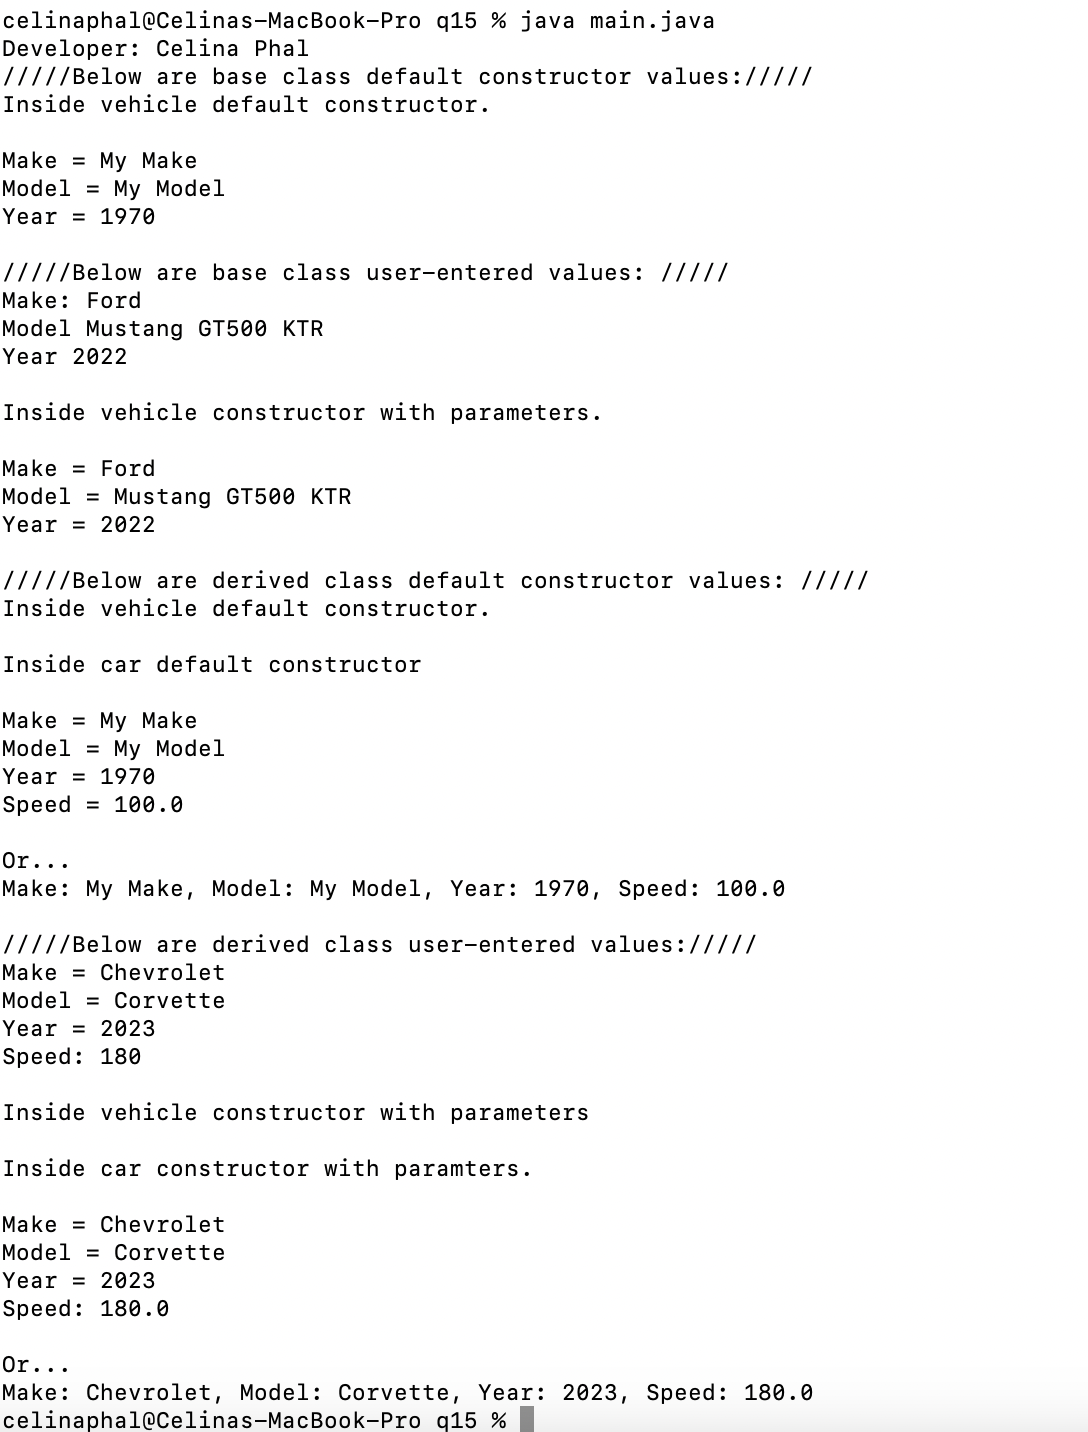 celinaphal@Celinas-MacBook-Pro q15 % java main.java
Developer: Celina Phal
/////Below are base class default constructor values://///
Inside vehicle default constructor.
Make = My Make
Model = My Model
Year = 1970
/////Below are base class user-entered values: /////
Make: Ford
Model Mustang GT500 KTR
Year 2022
Inside vehicle constructor with parameters.
Make = Ford
Model = Mustang GT500 KTR
Year = 2022
/////Below are derived class default constructor values: /////
Inside vehicle default constructor.
Inside car default constructor
Make = My Make
Model = My Model
Year = 1970
Speed = 100.0
Or...
Make: My Make, Model: My Model, Year: 1970, Speed: 100.0
/////Below are derived class user-entered values://///
Make = Chevrolet
Model = Corvette
Year = 2023
Speed: 180
Inside vehicle constructor with parameters
Inside car constructor with paramters.
Make = Chevrolet
Model = Corvette
Year = 2023
Speed: 180.0
Or...
Make: Chevrolet, Model: Corvette, Year: 2023, Speed: 180.0
celinaphal@Celinas-MacBook-Pro q15 %